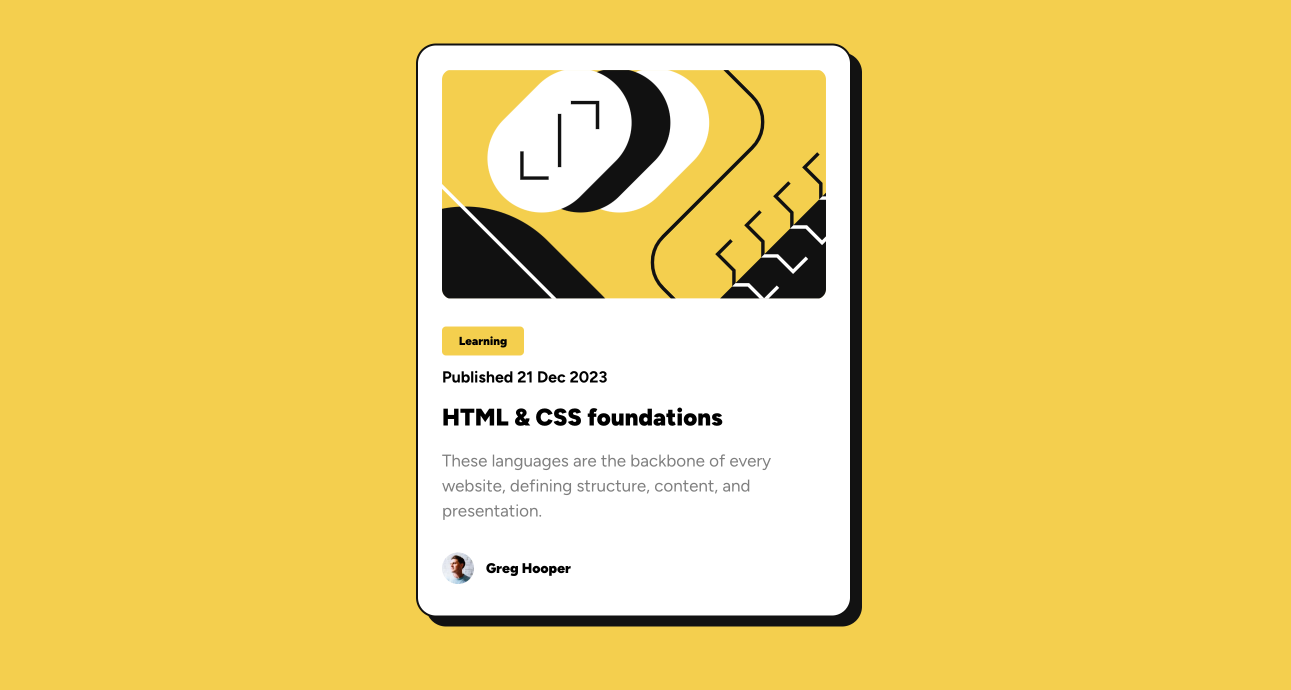 Learning
Published 21 Dec 2023
HTML & CSS foundations
These languages are the backbone of every
website, defining structure, content, and
presentation.
Greg Hooper